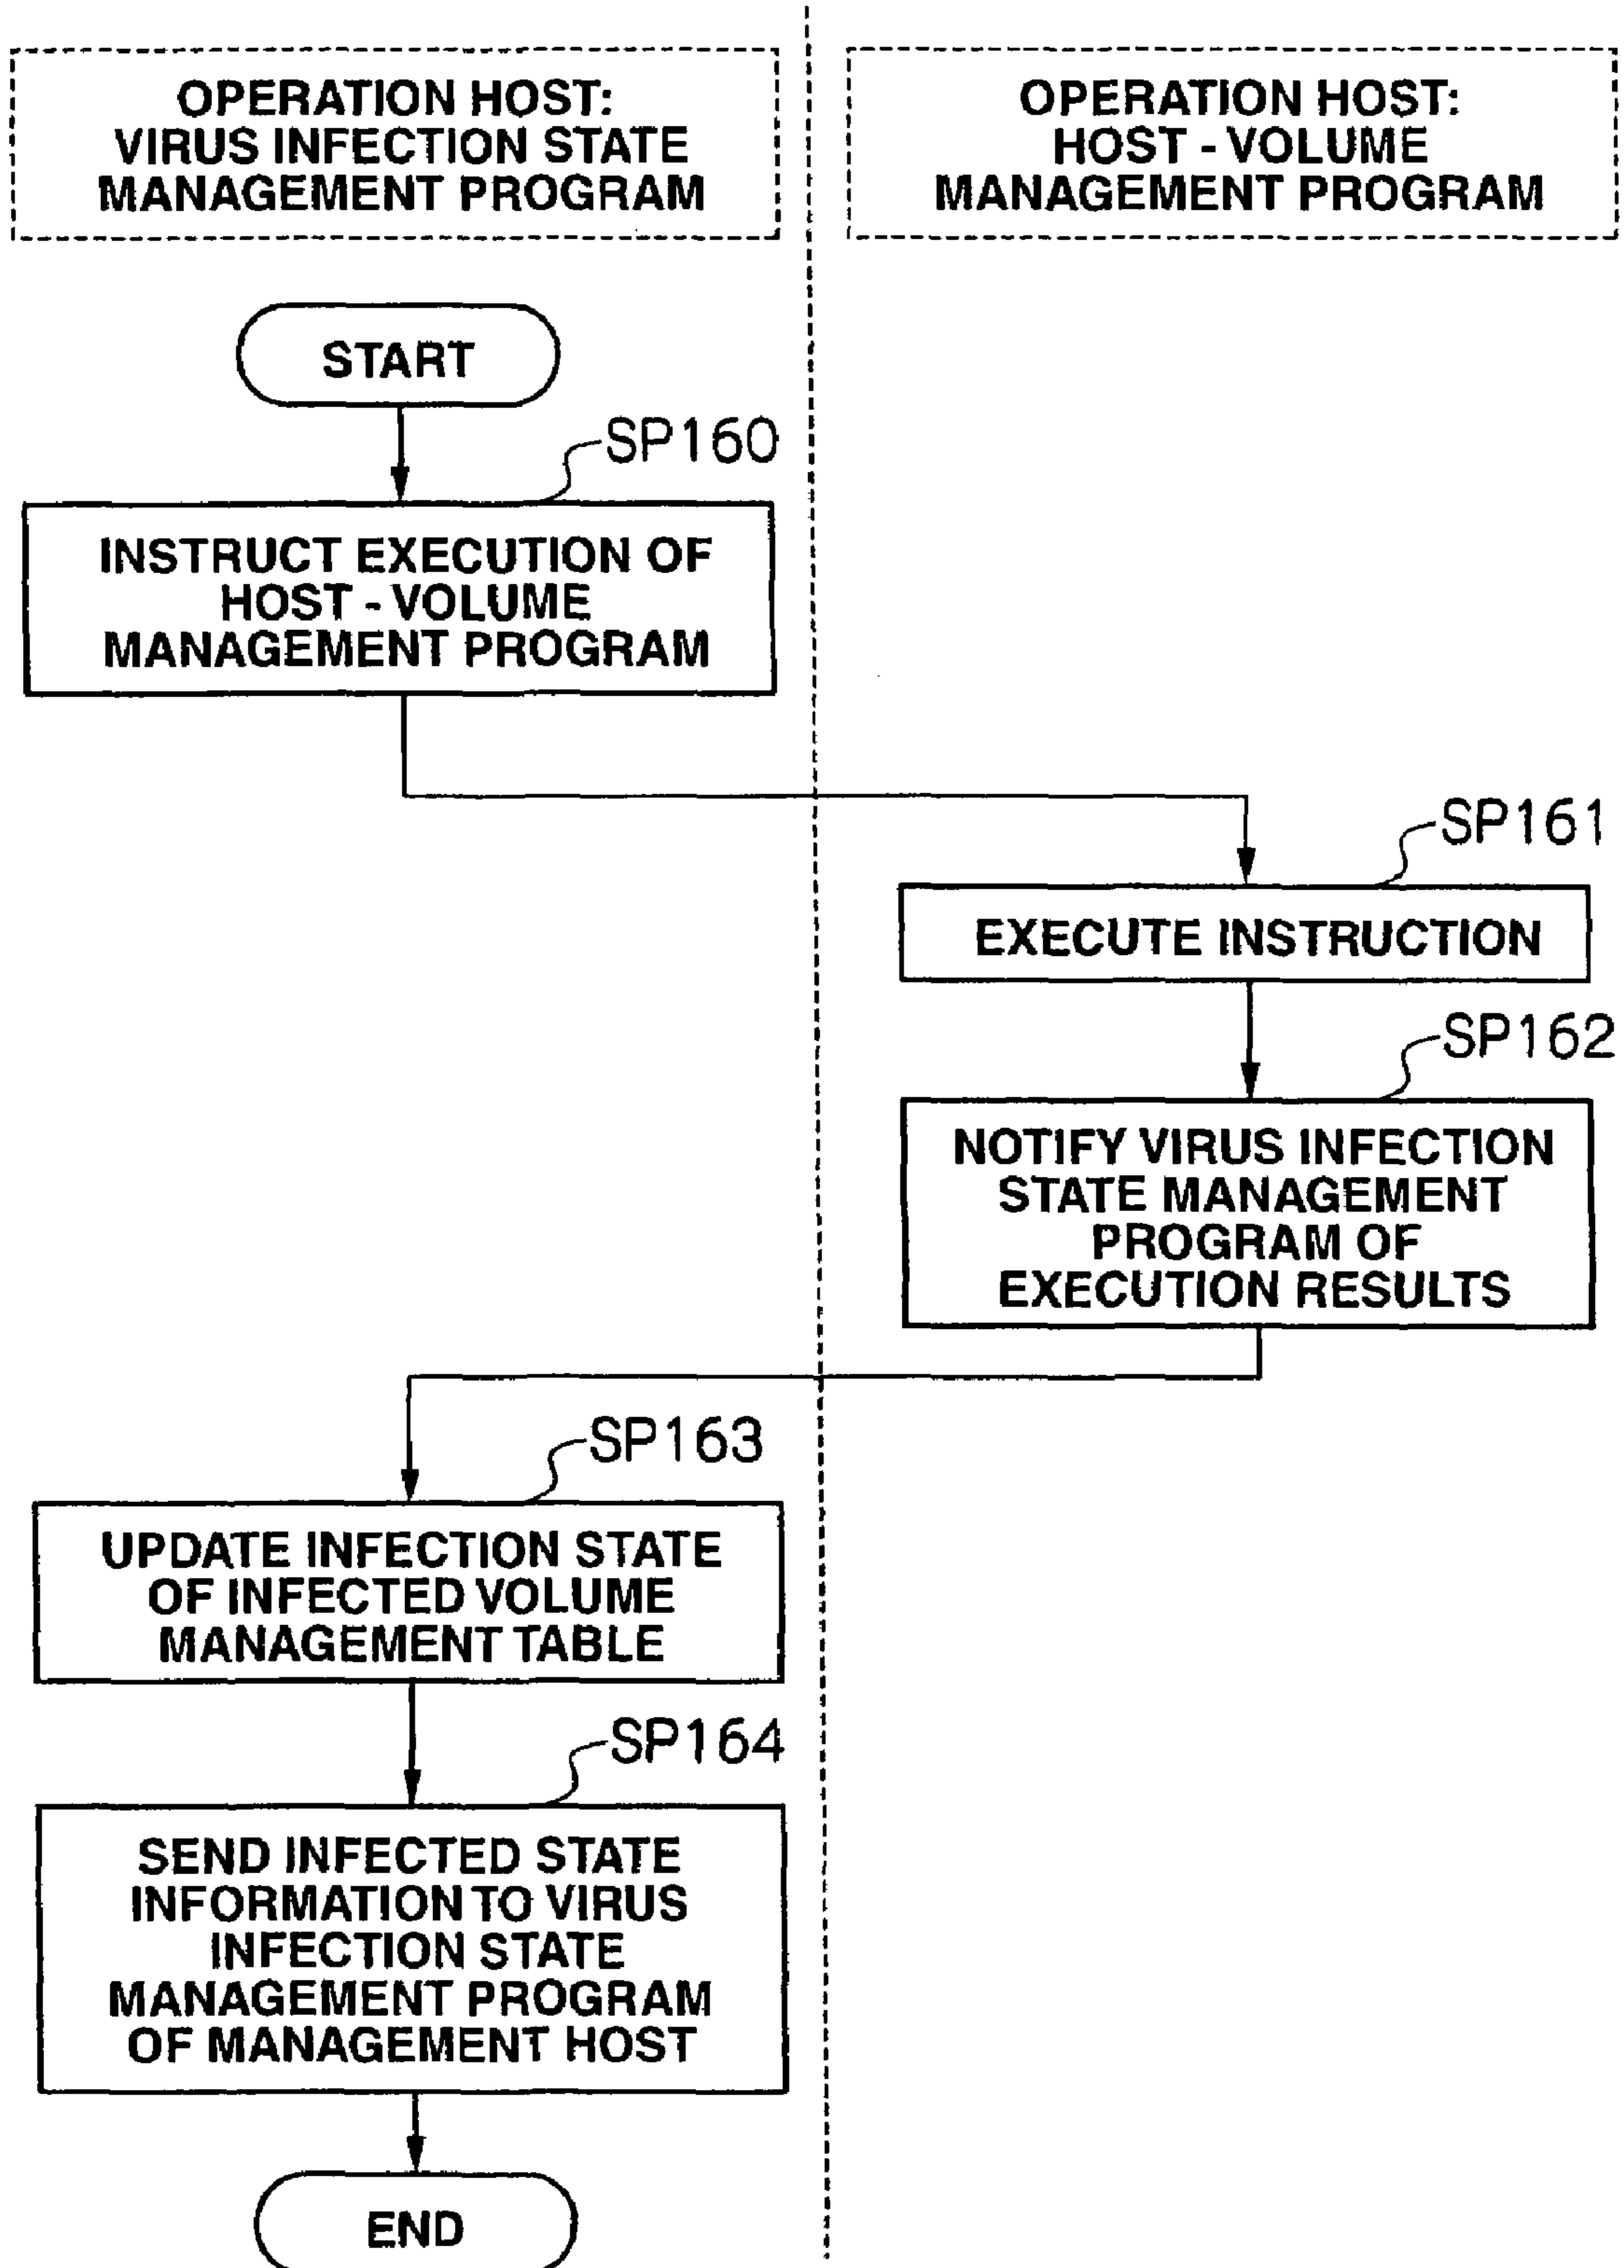 OPERATION HOST:
VIRUS INFECTION STATE
MANAGEMENT PROGRAM
OPERATION HOST:
HOST - VOLUME
MANAGEMENT PROGRAM
START
SP160
INSTRUCT EXECUTION OF
HOST - VOLUME
MANAGEMENT PROGRAM
SP161
EXECUTE INSTRUCTION
SP162
NOTIFY VIRUS INFECTION
STATE MANAGEMENT
PROGRAM OF
EXECUTION RESULTS
SP163
UPDATE INFECTION STATE
OF INFECTED VOLUME
MANAGEMENT TABLE
SP164
SEND INFECTED STATE
INFORMATION TO VIRUS
INFECTION STATE
MANAGEMENT PROGRAM
OF MANAGEMENT HOST
END